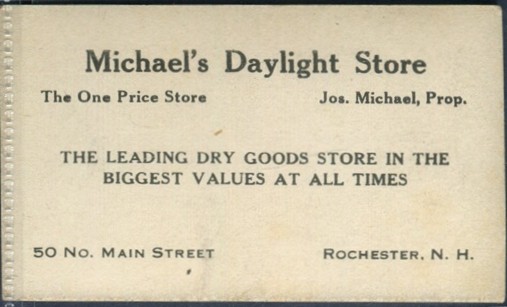 Michael's Daylight Store
The One Price Store Jos. Michael, Prop.
THE LEADING DRY GOODS STORE IN THE
BIGGEST VALUES AT ALL TIMES
50 No. Main Street Rochester, N. H.